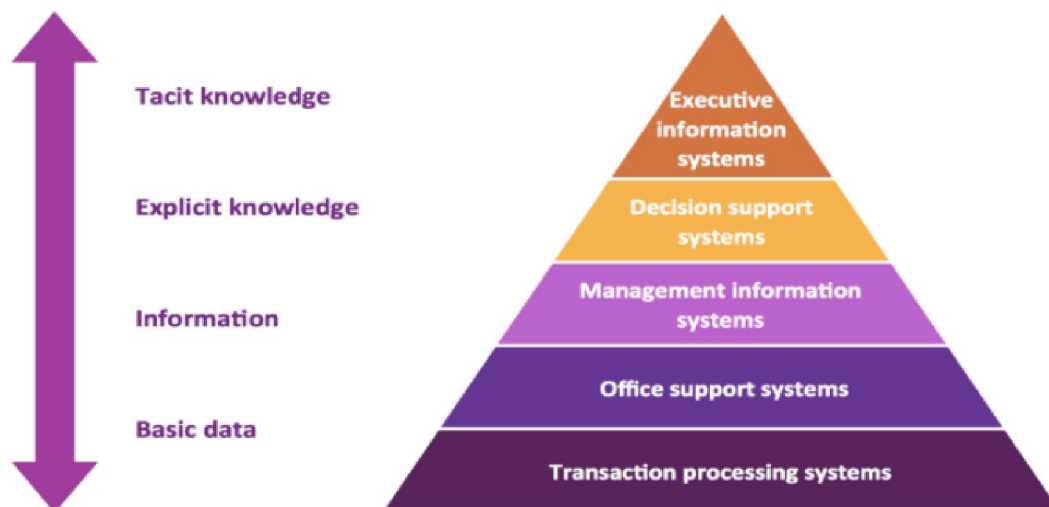 Tacit knowledge
Explicit knowledge
Information
Basic data
Executive
information
systems
Decision support
systems
Management information
systems
Office support systems
Transaction processing systems